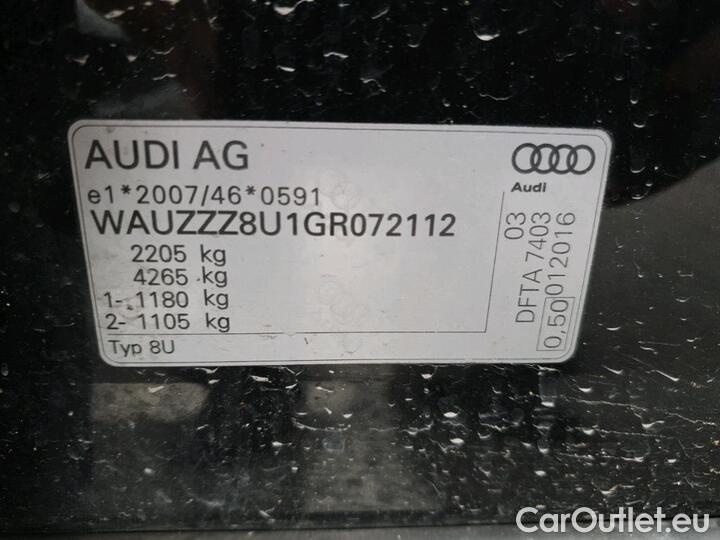 AUDI AG
Audi
e1*2007/46*0591
WAUZZZ8U1GR072112
2205 kg
4265 kg
1- 1180 kg
2- 1105 kg
Typ 8U
03
DFTA 7403
0,50 012016
CarOutlet.eu